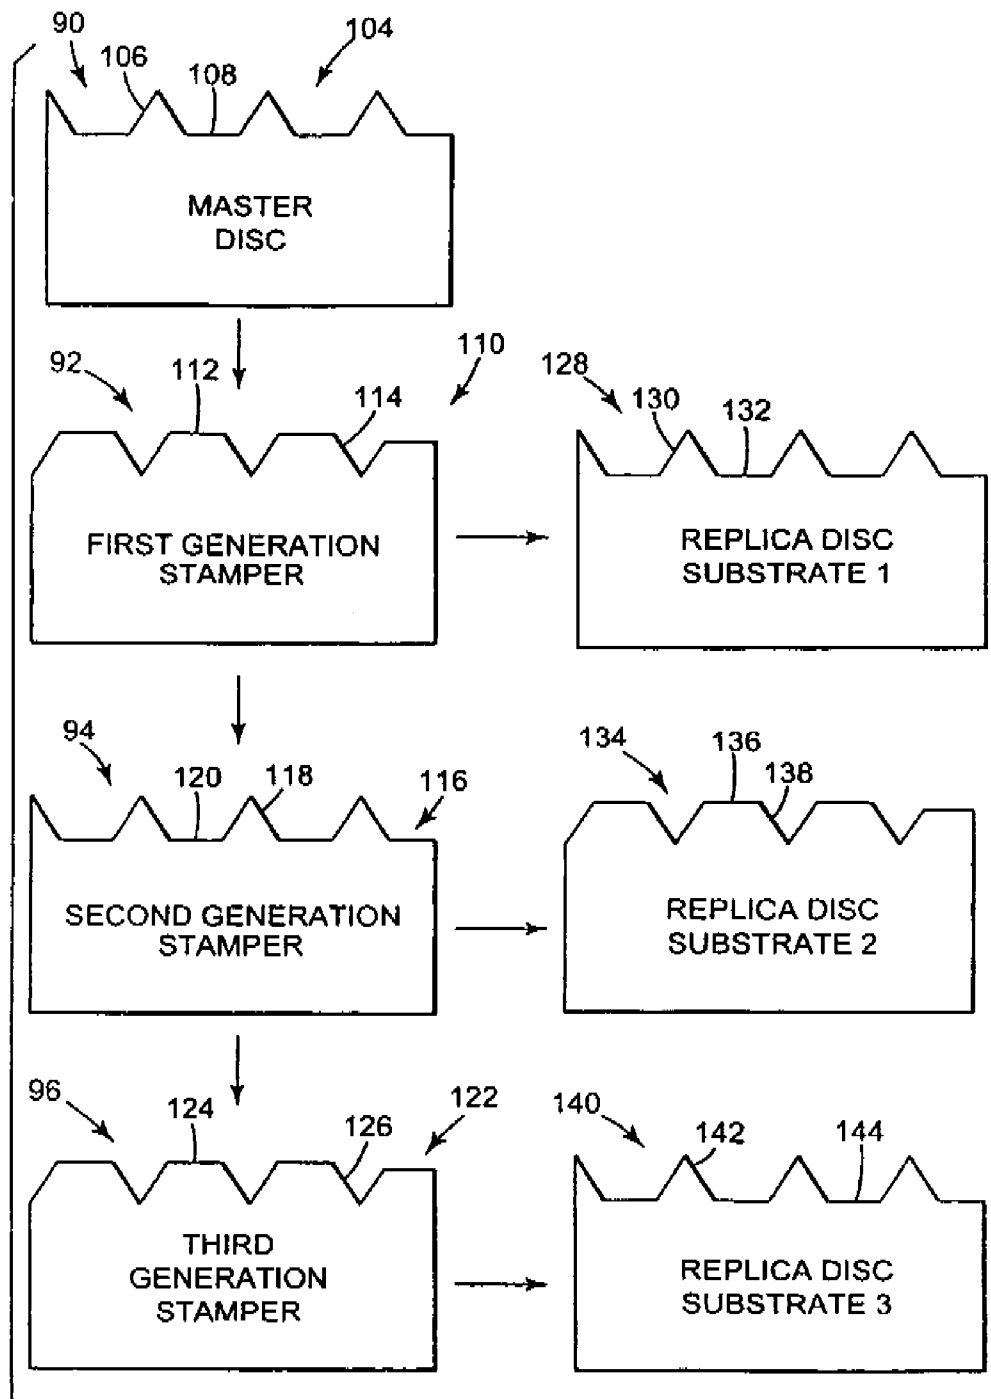 90
104
106
108
MASTER
DISC
92
112
110
114
128
130
132
FIRST GENERATION
STAMPER
REPLICA DISC
SUBSTRATE 1
94
120
118
116
134
136
138
SECOND GENERATION
STAMPER
REPLICA DISC
SUBSTRATE 2
96
124
126
122
140
142
144
THIRD
GENERATION
STAMPER
REPLICA DISC
SUBSTRATE 3